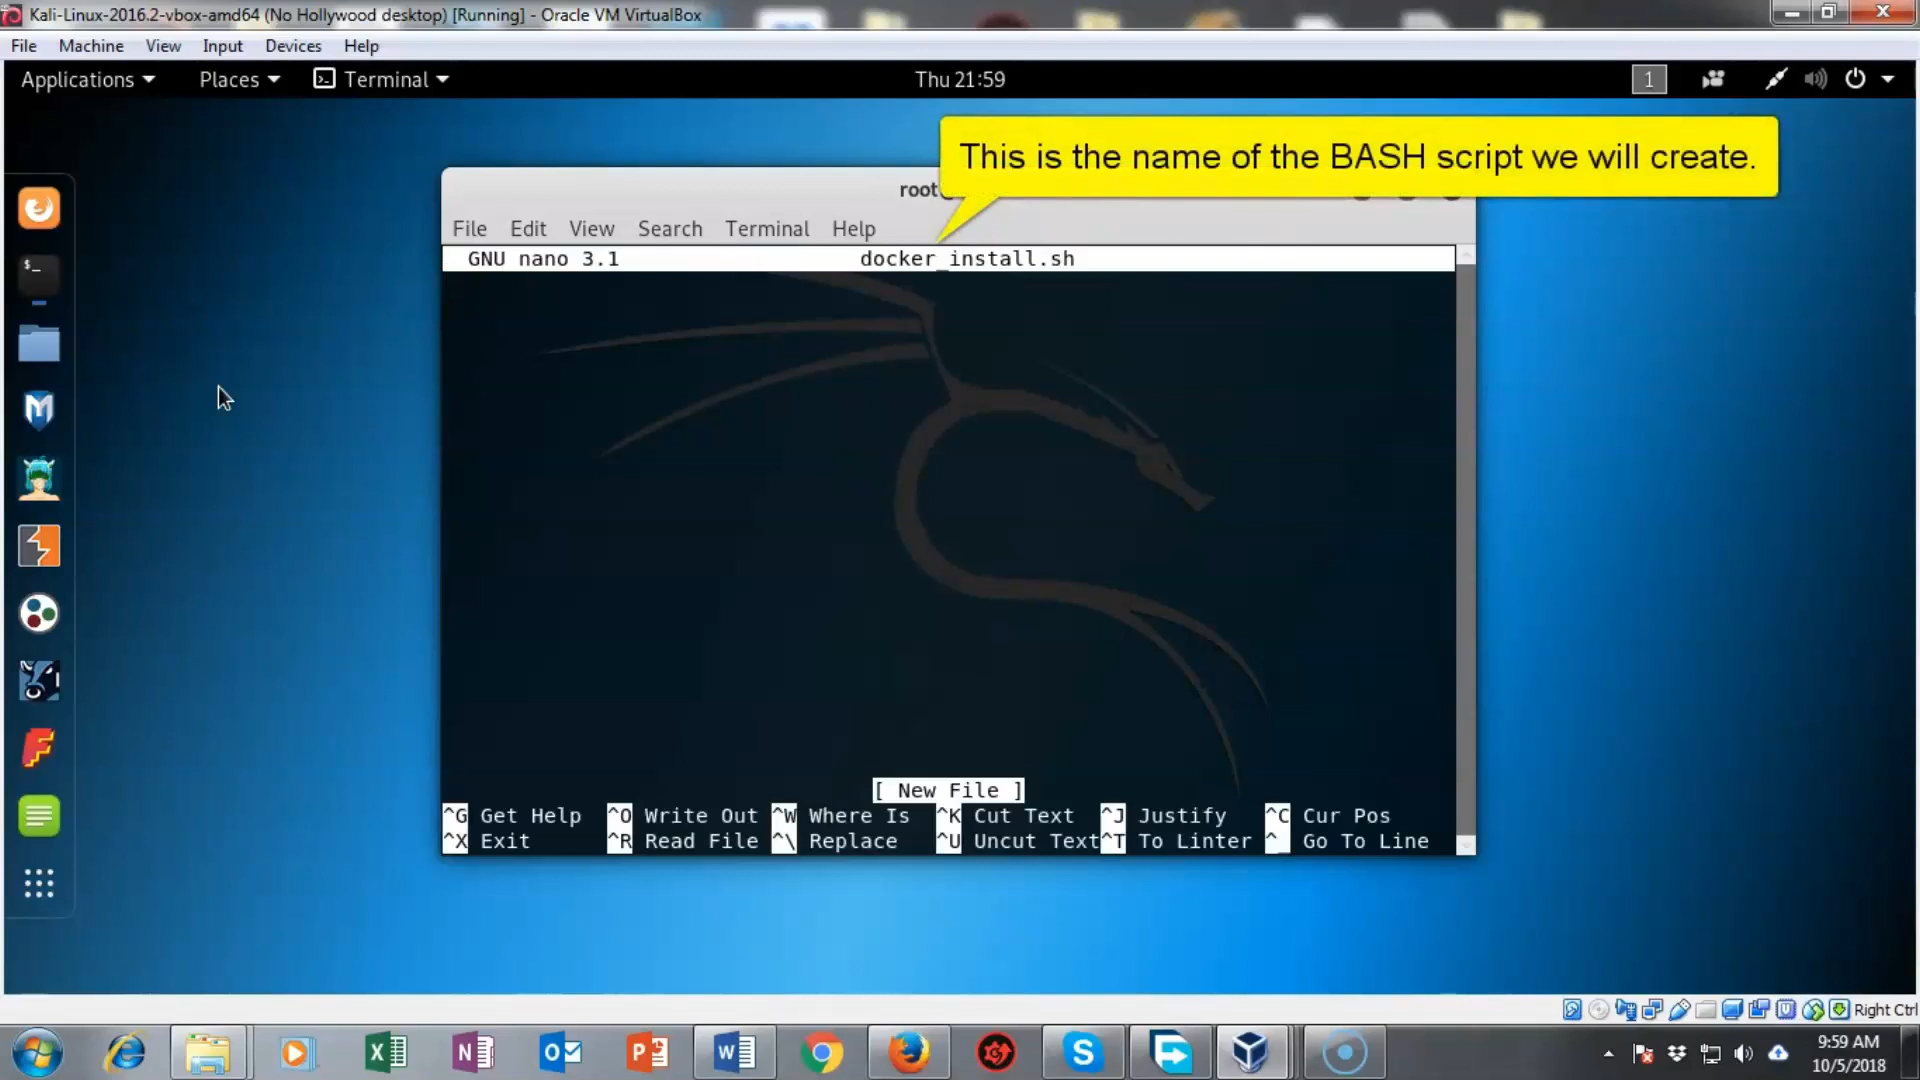 Kali-Linux-2016.2-vbox-amd64 (No Hollywood desktop) [Running] - Oracle VM VirtualBox
File Machine View Input Devices Help
Applications Places Terminal Thu 21:59 1
This is the name of the BASH script we will create.
root@
File Edit View Search Terminal Help
GNU nano 3.1 docker_install.sh
[ New File ]
^G Get Help ^O Write Out ^W Where Is ^K Cut Text ^J Justify ^C Cur Pos
^X Exit ^R Read File ^\ Replace ^U Uncut Text ^T To Linter ^_ Go To Line
Right Ctrl
9:59 AM
10/5/2018